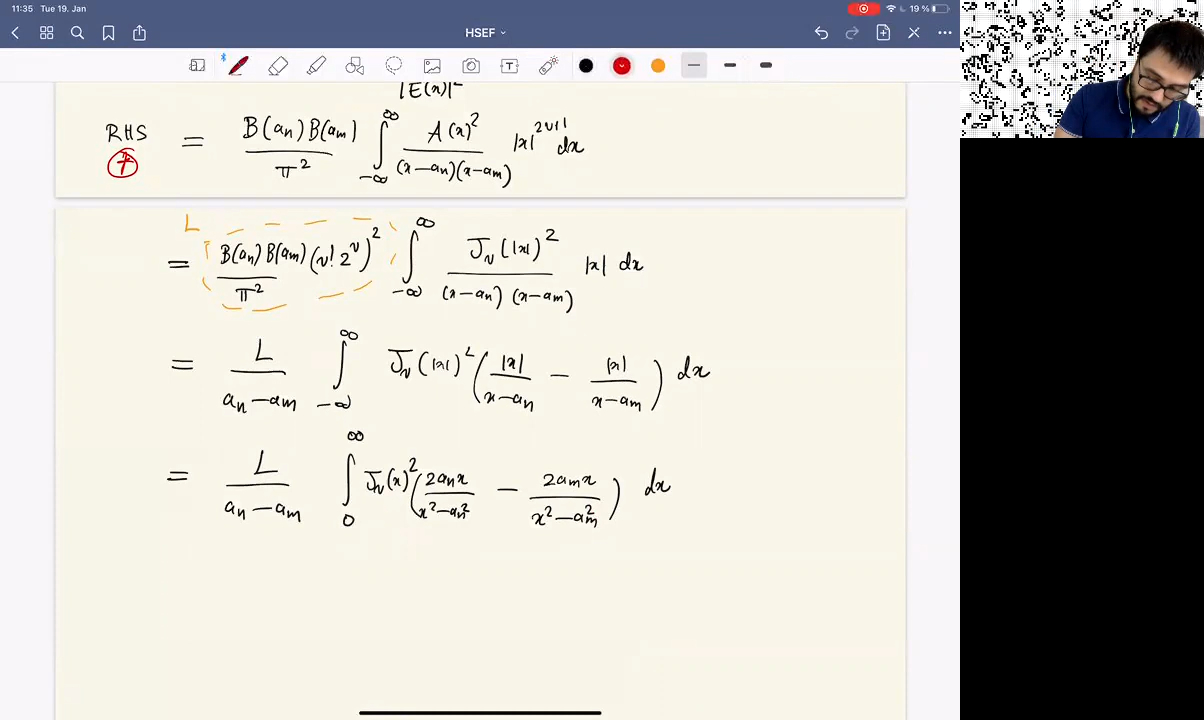 11:35 Tue 19. Jan
19 %
HSEF
|E(x)|²
RHS = B(aₙ)B(aₘ)/π² ∫_{-∞}^{∞} A(x)²/((x-aₙ)(x-aₘ)) |x|^{2ν+1} dx
(†)
L
= B(aₙ)B(aₘ)/π² (ν! 2^ν)² ∫_{-∞}^{∞} J_ν(|x|)²/((x-aₙ)(x-aₘ)) |x| dx
= L/(aₙ-aₘ) ∫_{-∞}^{∞} J_ν(|x|)² (|x|/(x-aₙ) - |x|/(x-aₘ)) dx
= L/(aₙ-aₘ) ∫_{0}^{∞} J_ν(x)² (2aₙx/(x²-aₙ²) - 2aₘx/(x²-aₘ²)) dx